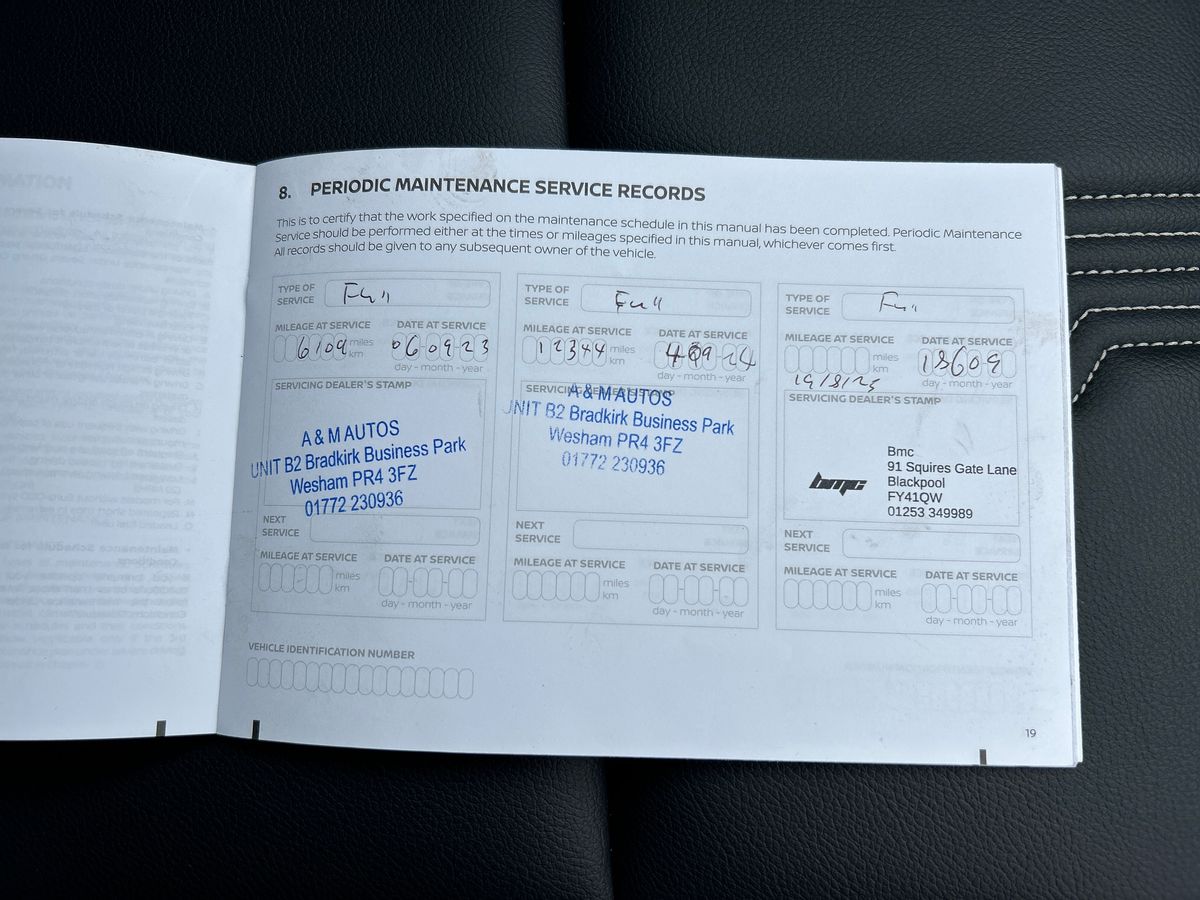 8. PERIODIC MAINTENANCE SERVICE RECORDS
This is to certify that the work specified on the maintenance schedule in this manual has been completed. Periodic Maintenance
Service should be performed either at the times or mileages specified in this manual, whichever comes first.
All records should be given to any subsequent owner of the vehicle.
TYPE OF
SERVICE
Full
MILEAGE AT SERVICE
DATE AT SERVICE
6109 miles
km
06-09-23
day - month - year
SERVICING DEALER'S STAMP
A & M AUTOS
UNIT B2 Bradkirk Business Park
Wesham PR4 3FZ
01772 230936
NEXT
SERVICE
MILEAGE AT SERVICE
DATE AT SERVICE
miles
km
day - month - year
TYPE OF
SERVICE
Full
MILEAGE AT SERVICE
DATE AT SERVICE
12344 miles
km
day - month - year
SERVICING DEALER'S STAMP
A & M AUTOS
UNIT B2 Bradkirk Business Park
Wesham PR4 3FZ
01772 230936
NEXT
SERVICE
MILEAGE AT SERVICE
DATE AT SERVICE
miles
km
day - month - year
TYPE OF
SERVICE
Full
MILEAGE AT SERVICE
DATE AT SERVICE
miles
km
18609
19/8/25
day - month - year
SERVICING DEALER'S STAMP
bmc
Bmc
91 Squires Gate Lane
Blackpool
FY41QW
01253 349989
NEXT
SERVICE
MILEAGE AT SERVICE
DATE AT SERVICE
miles
km
day - month - year
VEHICLE IDENTIFICATION NUMBER
19